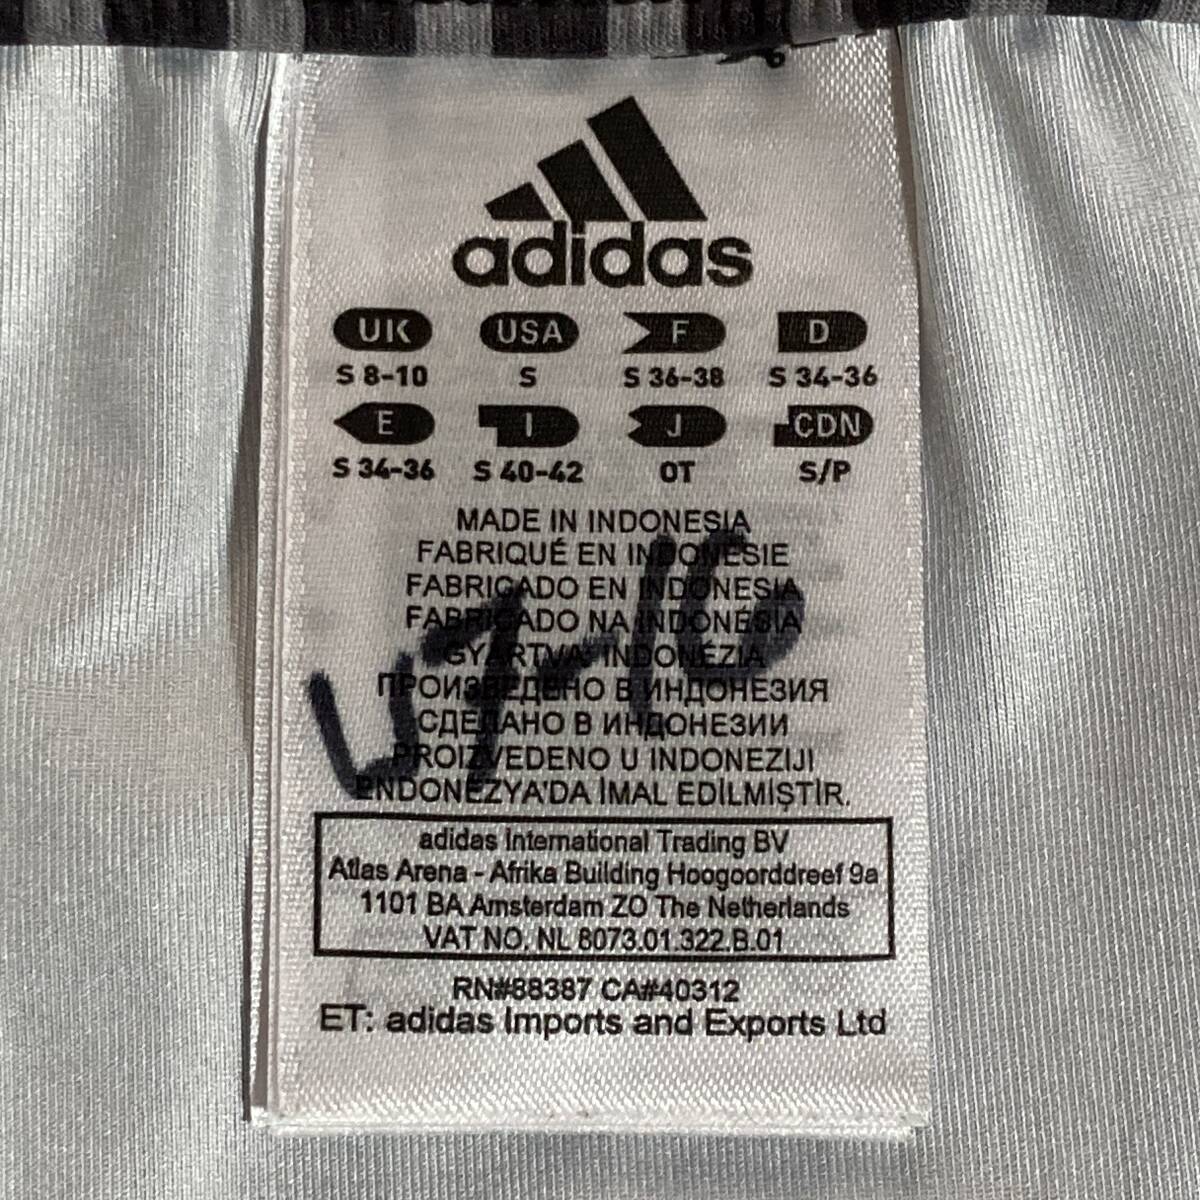 adidas
UK USA F D
S 8-10 S S 36-38 S 34-36
E I J CDN
S 34-36 S 40-42 OT S/P
MADE IN INDONESIA
FABRIQUÉ EN INDONESIE
FABRICADO EN INDONESIA
FABRICADO NA INDONÉSIA
GYÁRTVA: INDONÉZIA
ПРОИЗВЕДЕНО В ИНДОНЕЗИЯ
СДЕЛАНО В ИНДОНЕЗИИ
PROIZVEDENO U INDONEZIJI
ENDONEZYA'DA İMAL EDİLMİŞTİR.
adidas International Trading BV
Atlas Arena - Afrika Building Hoogoorddreef 9a
1101 BA Amsterdam ZO The Netherlands
VAT NO. NL 8073.01.322.B.01
RN#88387 CA#40312
ET: adidas Imports and Exports Ltd